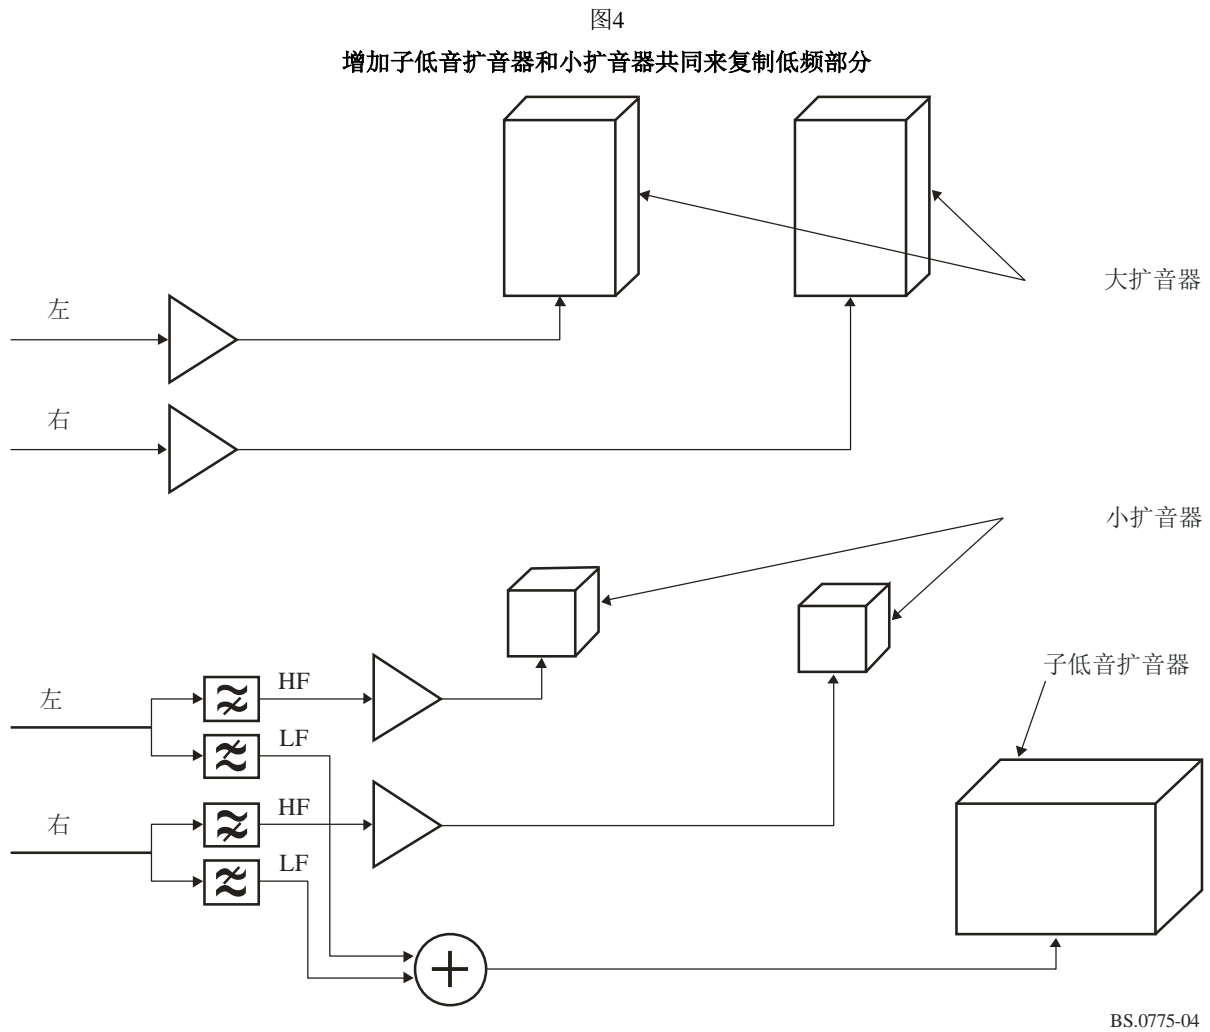 图4
增加子低音扩音器和小扩音器共同来复制低频部分
大扩音器
左
右
小扩音器
子低音扩音器
左
HF
LF
右
HF
LF
BS.0775-04